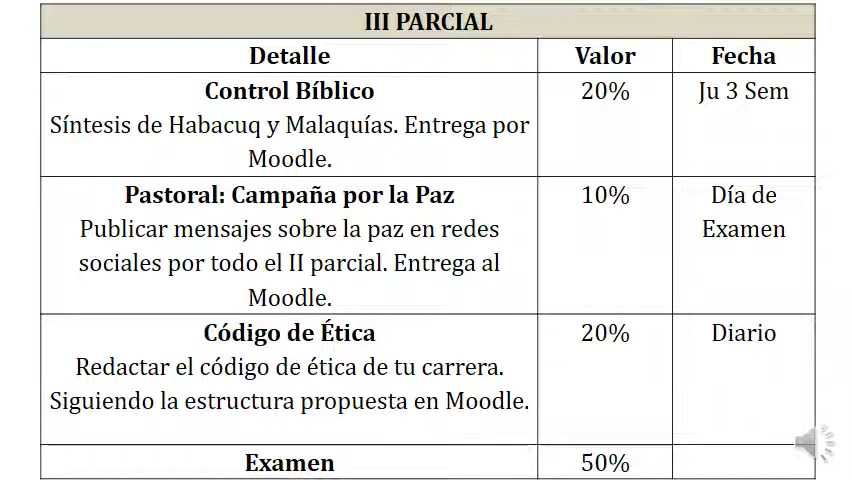 III PARCIAL
Detalle Valor Fecha
Control Bíblico 20% Ju 3 Sem
Síntesis de Habacuq y Malaquías. Entrega por
Moodle.
Pastoral: Campaña por la Paz 10% Día de
Publicar mensajes sobre la paz en redes Examen
sociales por todo el II parcial. Entrega al
Moodle.
Código de Ética 20% Diario
Redactar el código de ética de tu carrera.
Siguiendo la estructura propuesta en Moodle.
Examen 50%